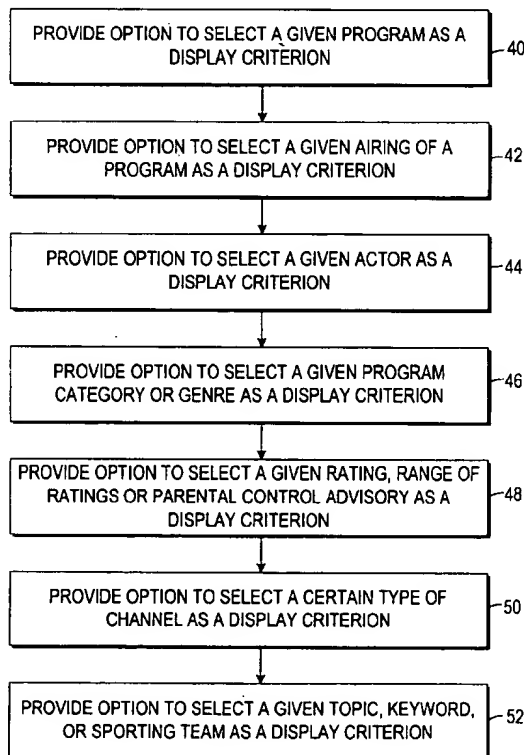 PROVIDE OPTION TO SELECT A GIVEN PROGRAM AS A
DISPLAY CRITERION
40
PROVIDE OPTION TO SELECT A GIVEN AIRING OF A
PROGRAM AS A DISPLAY CRITERION
42
PROVIDE OPTION TO SELECT A GIVEN ACTOR AS A
DISPLAY CRITERION
44
PROVIDE OPTION TO SELECT A GIVEN PROGRAM
CATEGORY OR GENRE AS A DISPLAY CRITERION
46
PROVIDE OPTION TO SELECT A GIVEN RATING, RANGE OF
RATINGS OR PARENTAL CONTROL ADVISORY AS A
DISPLAY CRITERION
48
PROVIDE OPTION TO SELECT A CERTAIN TYPE OF
CHANNEL AS A DISPLAY CRITERION
50
PROVIDE OPTION TO SELECT A GIVEN TOPIC, KEYWORD,
OR SPORTING TEAM AS A DISPLAY CRITERION
52